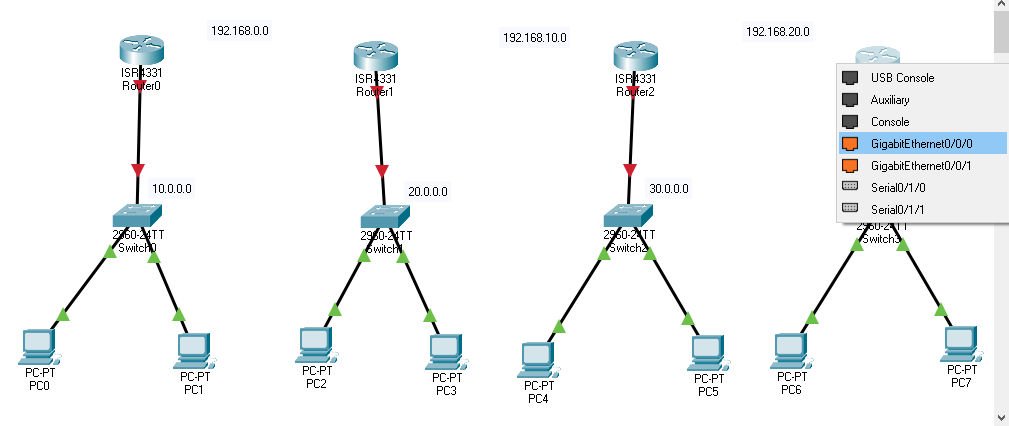 192.168.0.0
192.168.10.0
192.168.20.0
ISR4331
Router0
ISR4331
Router1
ISR4331
Router2
USB Console
Auxiliary
Console
GigabitEthernet0/0/0
GigabitEthernet0/0/1
Serial0/1/0
Serial0/1/1
10.0.0.0
20.0.0.0
30.0.0.0
2960-24TT
Switch0
2960-24TT
Switch1
2960-24TT
Switch2
2960-24TT
Switch3
PC-PT
PC0
PC-PT
PC1
PC-PT
PC2
PC-PT
PC3
PC-PT
PC4
PC-PT
PC5
PC-PT
PC6
PC-PT
PC7